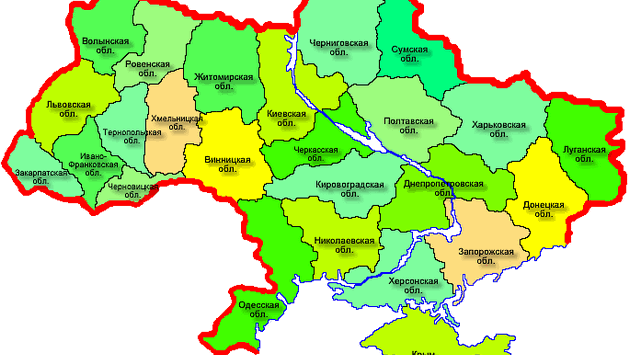 Волынская
обл.
Ровенская
обл.
Житомирская
обл.
Киевская
обл.
Черниговская
обл.
Сумская
обл.
Львовская
обл.
Тернопольская
обл.
Хмельницкая
обл.
Ивано-
Франковская
обл.
Закарпатская
обл.
Черновицкая
обл.
Винницкая
обл.
Черкасская
обл.
Полтавская
обл.
Харьковская
обл.
Луганская
обл.
Кировоградская
обл.
Днепропетровская
обл.
Донецкая
обл.
Николаевская
обл.
Запорожская
обл.
Херсонская
обл.
Одесская
обл.
Крым